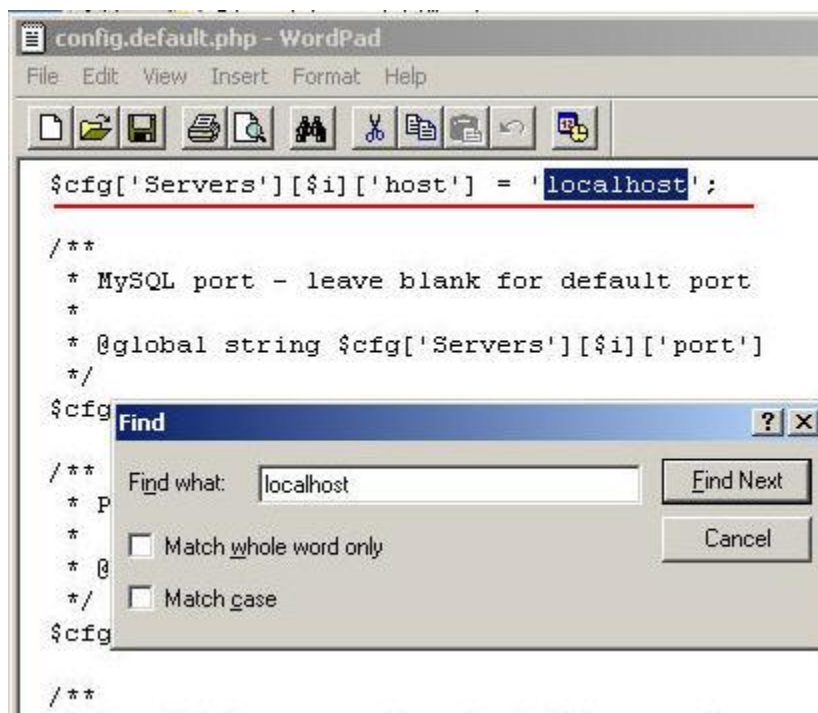 config.default.php - WordPad
File Edit View Insert Format Help
$cfg['Servers'][$i]['host'] = 'localhost';
/**
* MySQL port - leave blank for default port
*
* @global string $cfg['Servers'][$i]['port']
*/
$cfg
Find
/**
Find what: localhost
Find Next
* P
*
Match whole word only
Cancel
* @
*/
Match case
$cfg
/**